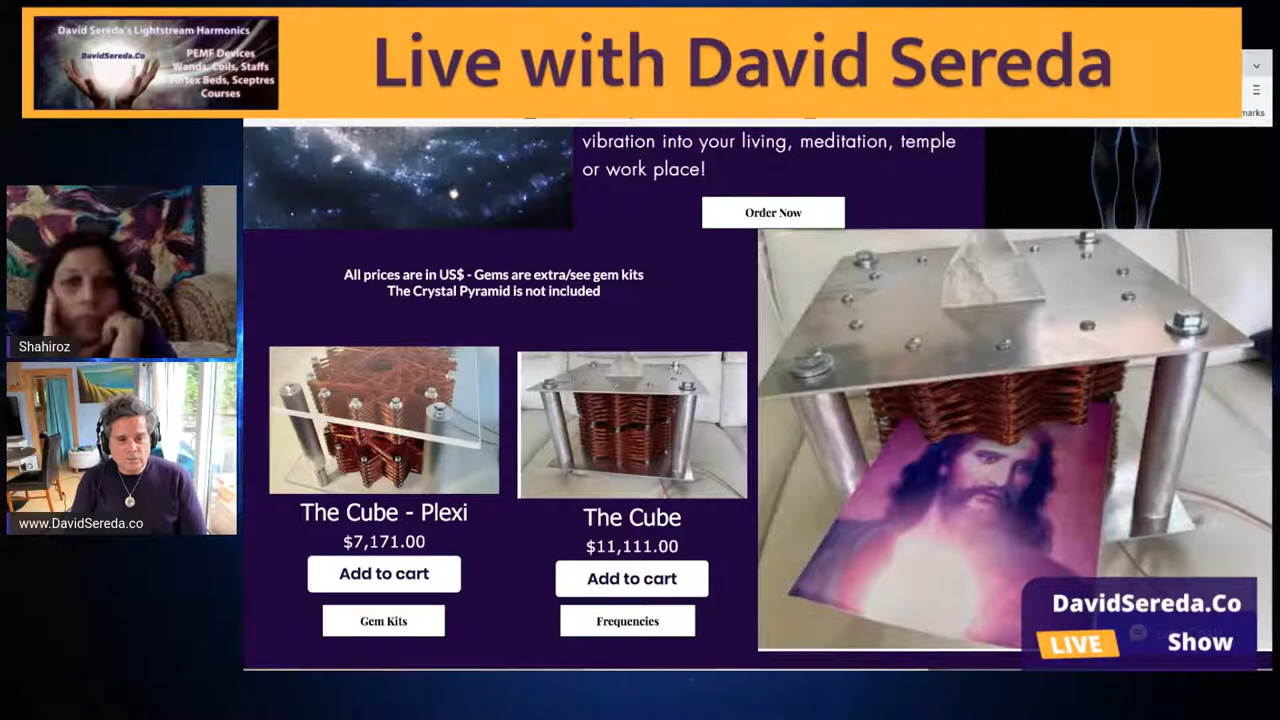 David Sereda's Lightstream Harmonics
DavidSereda.Co
PEMF Devices
Wands, Coils, Staffs
Vortex Beds, Sceptres
Courses
Live with David Sereda
marks
vibration into your living, meditation, temple
or work place!
Order Now
All prices are in US$ - Gems are extra/see gem kits
The Crystal Pyramid is not included
The Cube - Plexi
$7,171.00
Add to cart
Gem Kits
The Cube
$11,111.00
Add to cart
Frequencies
Shahiroz
www.DavidSereda.co
DavidSereda.Co
LIVE Show